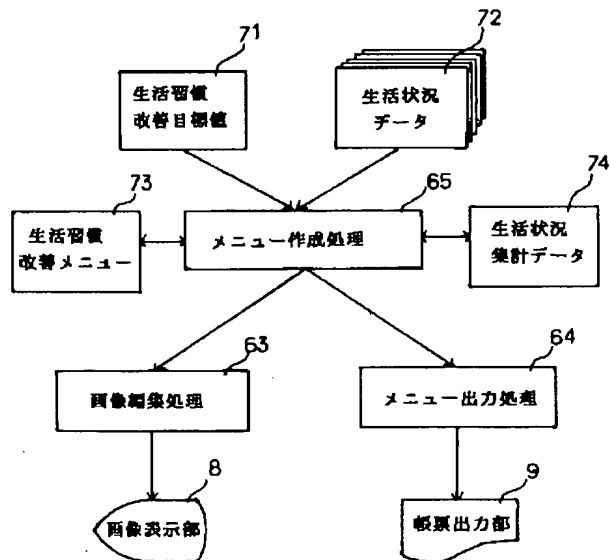 71
72
生活習慣
改善目標値
生活状況
データ
65
73
74
生活習慣
改善メニュー
メニュー作成処理
生活状況
集計データ
63
64
画像編集処理
メニュー出力処理
8
9
画像表示部
帳票出力部